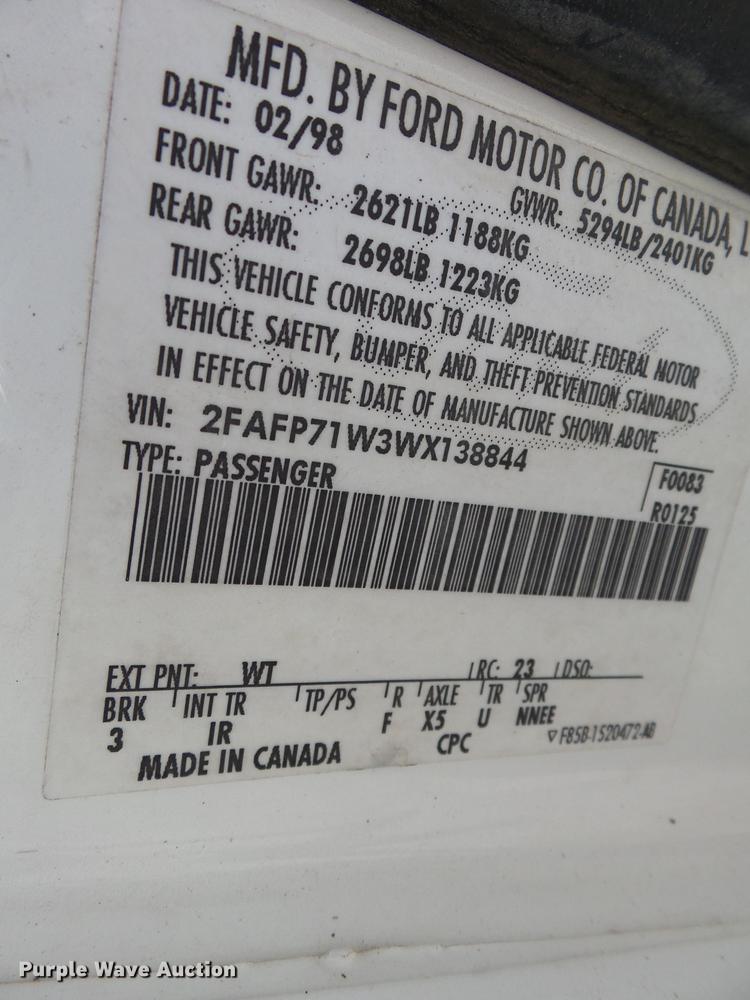 MFD. BY FORD MOTOR CO. OF CANADA, L
DATE: 02/98
GVWR: 5294LB/2401KG
FRONT GAWR: 2621LB 1188KG
REAR GAWR: 2698LB 1223KG
THIS VEHICLE CONFORMS TO ALL APPLICABLE FEDERAL MOTOR
VEHICLE SAFETY, BUMPER, AND THEFT PREVENTION STANDARDS
IN EFFECT ON THE DATE OF MANUFACTURE SHOWN ABOVE.
VIN: 2FAFP71W3WX138844
TYPE: PASSENGER
F0083
R0125
EXT PNT: WT RC: 23 DSO:
BRK INT TR TP/PS R AXLE TR SPR
3 IR F X5 U NNEE
MADE IN CANADA CPC F85B-1520472-AB
Purple Wave Auction